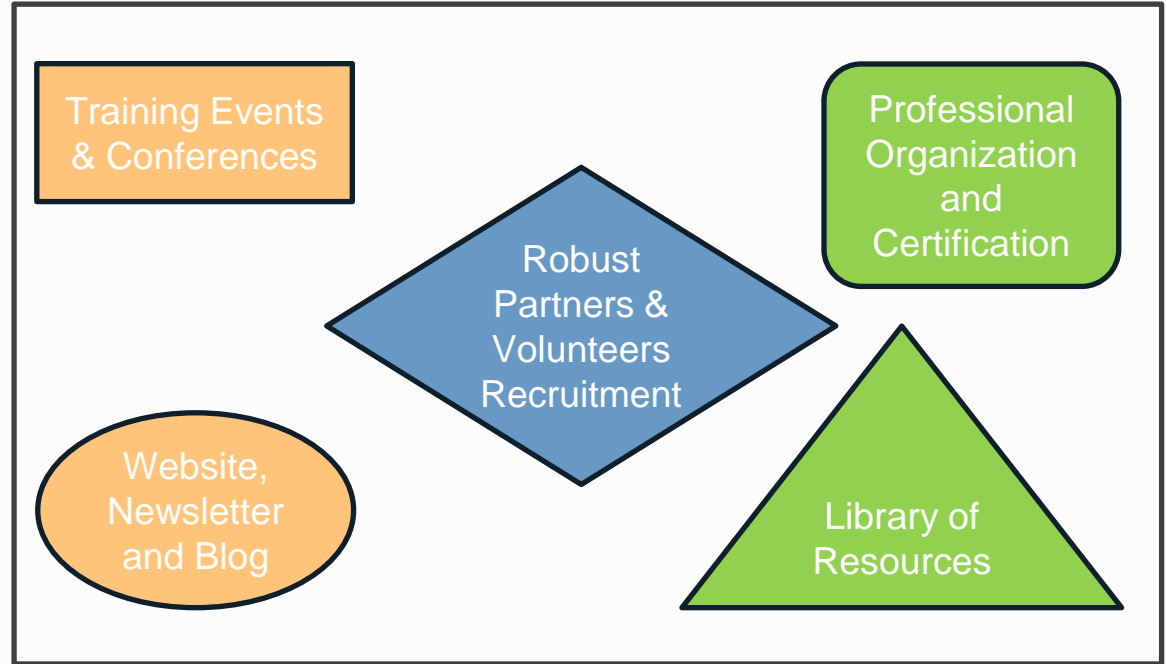 Training Events
& Conferences
Professional
Organization
and
Certification
Robust
Partners &
Volunteers
Recruitment
Website,
Newsletter
and Blog
Library of
Resources